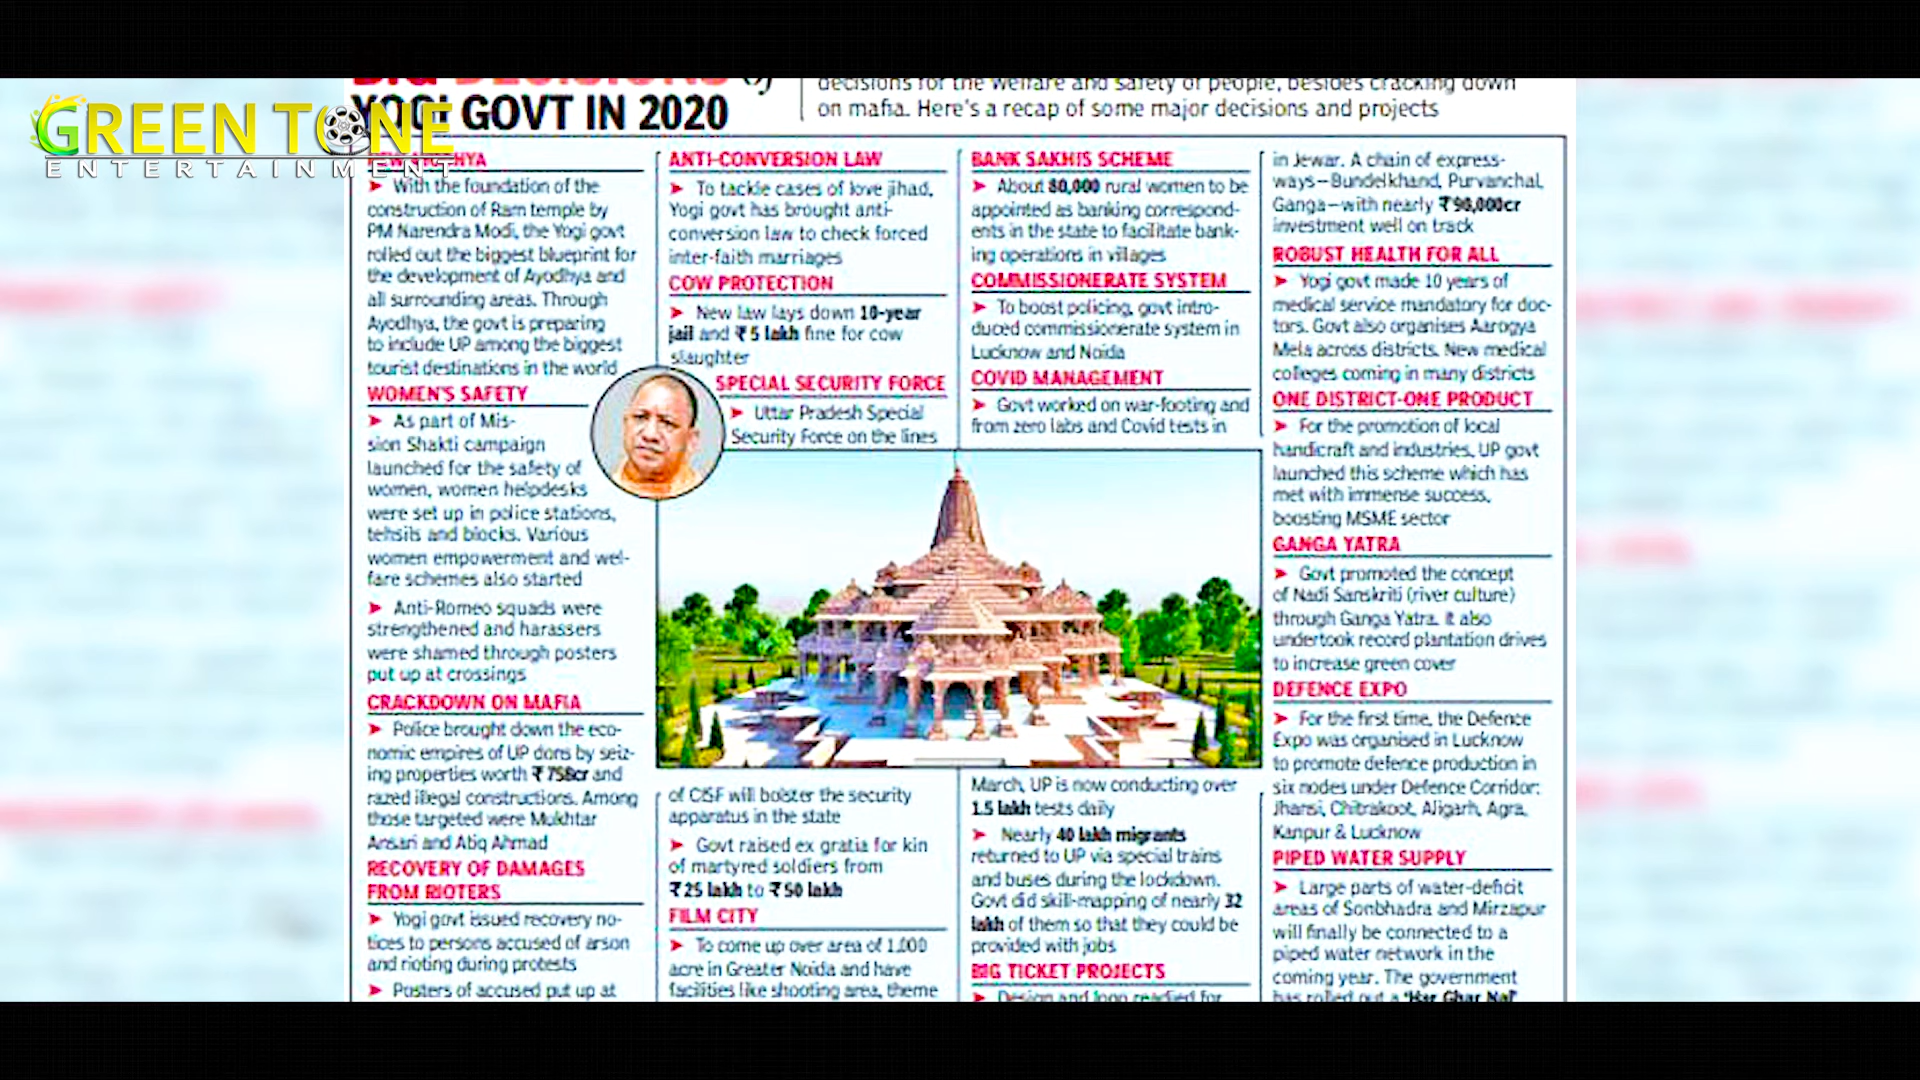 GREEN TONE
ENTERTAINMENT
BIG DECISIONS of
YOGI GOVT IN 2020
decisions for the welfare and safety of people, besides cracking down
on mafia. Here's a recap of some major decisions and projects
➤ With the foundation of the
construction of Ram temple by
PM Narendra Modi, the Yogi govt
rolled out the biggest blueprint for
the development of Ayodhya and
all surrounding areas. Through
Ayodhya, the govt is preparing
to include UP among the biggest
tourist destinations in the world
WOMEN'S SAFETY
➤ As part of Mis-
sion Shakti campaign
launched for the safety of
women, women helpdesks
were set up in police stations,
tehsils and blocks. Various
women empowerment and wel-
fare schemes also started
➤ Anti-Romeo squads were
strengthened and harassers
were shamed through posters
put up at crossings
CRACKDOWN ON MAFIA
➤ Police brought down the eco-
nomic empires of UP dons by seiz-
ing properties worth ₹758cr and
razed illegal constructions. Among
those targeted were Mukhtar
Ansari and Atiq Ahmad
RECOVERY OF DAMAGES
FROM RIOTERS
➤ Yogi govt issued recovery no-
tices to persons accused of arson
and rioting during protests
➤ Posters of accused put up at
ANTI-CONVERSION LAW
➤ To tackle cases of love jihad,
Yogi govt has brought anti-
conversion law to check forced
inter-faith marriages
COW PROTECTION
➤ New law lays down 10-year
jail and ₹5 lakh fine for cow
slaughter
SPECIAL SECURITY FORCE
➤ Uttar Pradesh Special
Security Force on the lines
of CISF will bolster the security
apparatus in the state
➤ Govt raised ex gratia for kin
of martyred soldiers from
₹25 lakh to ₹50 lakh
FILM CITY
➤ To come up over area of 1,000
acre in Greater Noida and have
facilities like shooting area, theme
BANK SAKHIS SCHEME
➤ About 80,000 rural women to be
appointed as banking correspond-
ents in the state to facilitate bank-
ing operations in villages
COMMISSIONERATE SYSTEM
➤ To boost policing, govt intro-
duced commissionerate system in
Lucknow and Noida
COVID MANAGEMENT
➤ Govt worked on war-footing and
from zero labs and Covid tests in
March, UP is now conducting over
1.5 lakh tests daily
➤ Nearly 40 lakh migrants
returned to UP via special trains
and buses during the lockdown.
Govt did skill-mapping of nearly 32
lakh of them so that they could be
provided with jobs
BIG TICKET PROJECTS
➤ Design and logo readied for
in Jewar. A chain of express-
ways—Bundelkhand, Purvanchal,
Ganga—with nearly ₹90,000cr
investment well on track
ROBUST HEALTH FOR ALL
➤ Yogi govt made 10 years of
medical service mandatory for doc-
tors. Govt also organises Aarogya
Mela across districts. New medical
colleges coming in many districts
ONE DISTRICT-ONE PRODUCT
➤ For the promotion of local
handicraft and industries, UP govt
launched this scheme which has
met with immense success,
boosting MSME sector
GANGA YATRA
➤ Govt promoted the concept
of Nadi Sanskriti (river culture)
through Ganga Yatra. It also
undertook record plantation drives
to increase green cover
DEFENCE EXPO
➤ For the first time, the Defence
Expo was organised in Lucknow
to promote defence production in
six nodes under Defence Corridor:
Jhansi, Chitrakoot, Aligarh, Agra,
Kanpur & Lucknow
PIPED WATER SUPPLY
➤ Large parts of water-deficit
areas of Sonbhadra and Mirzapur
will finally be connected to a
piped water network in the
coming year. The government
has rolled out a 'Har Ghar Nal'